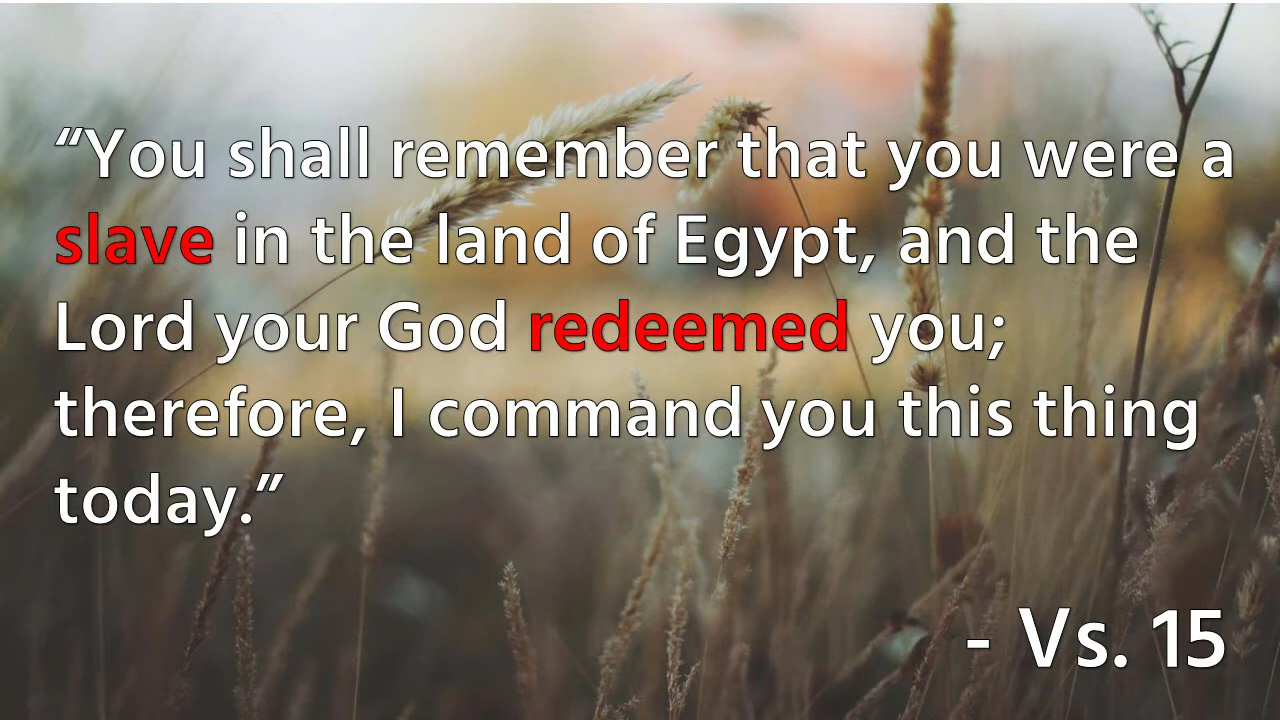 “You shall remember that you were a
slave in the land of Egypt, and the
Lord your God redeemed you;
therefore, I command you this thing
today.”
- Vs. 15